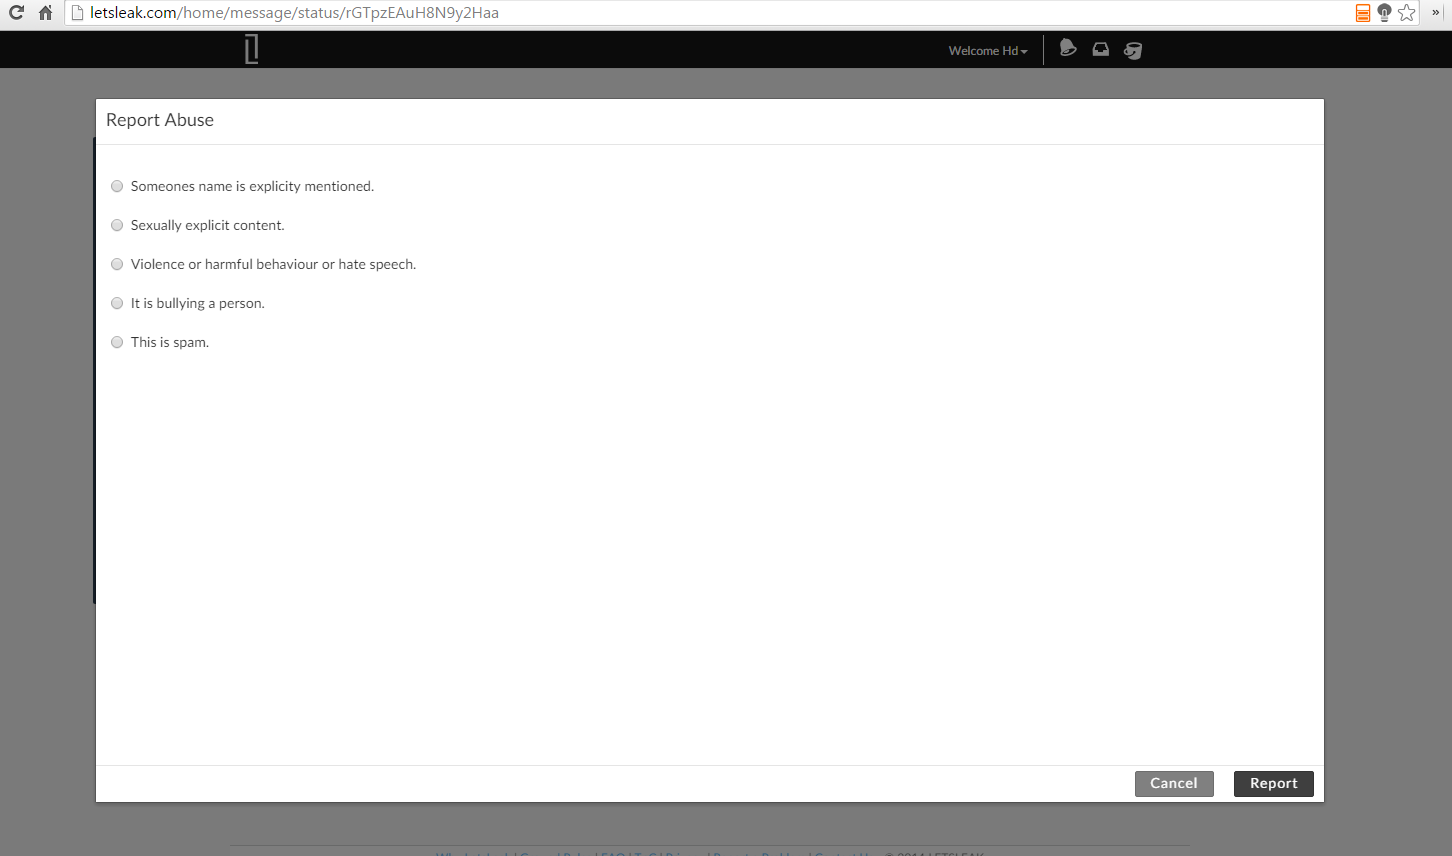 letsleak.com/home/message/status/rGTpzEAuH8N9y2Haa
»
Welcome Hd
Report Abuse
Someones name is explicity mentioned.
Sexually explicit content.
Violence or harmful behaviour or hate speech.
It is bullying a person.
This is spam.
Cancel
Report